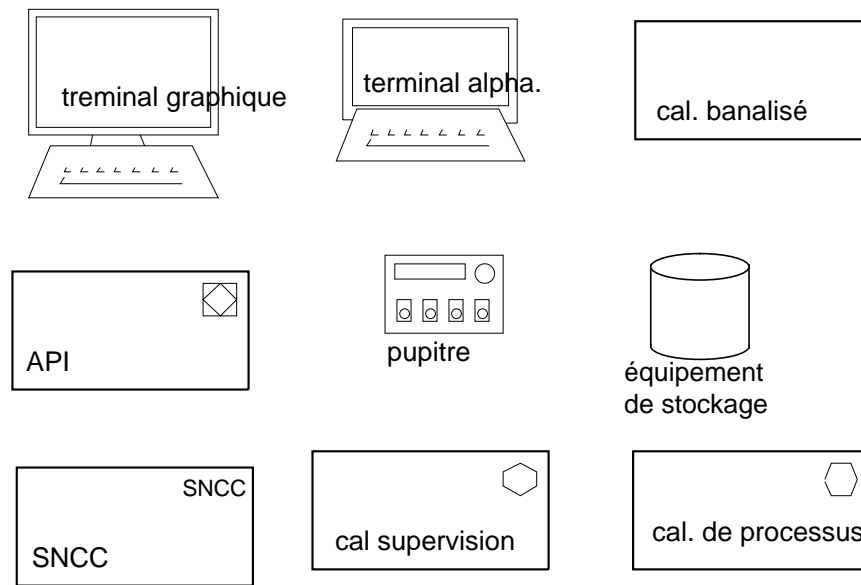 treminal graphique
terminal alpha.
cal. banalisé
API
pupitre
équipement
de stockage
SNCC
SNCC
cal supervision
cal. de processus